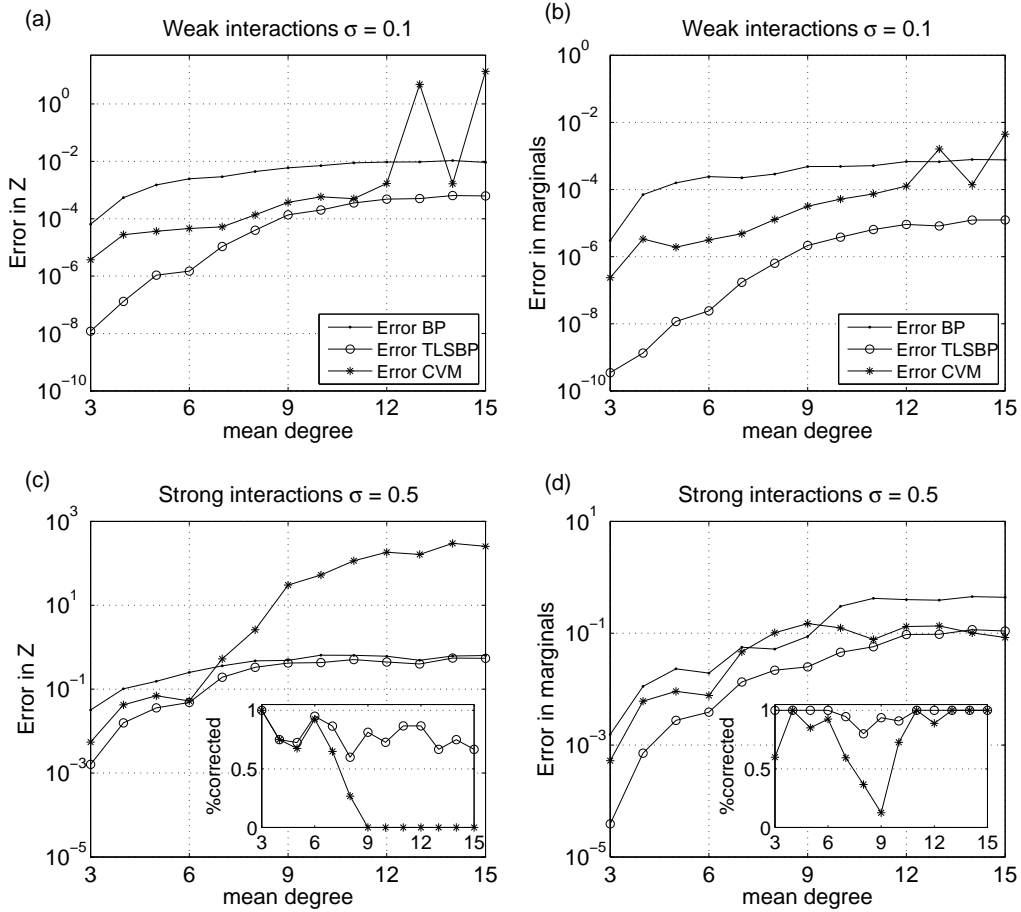 (a)
Weak interactions σ = 0.1
10^0
10^−2
10^−4
10^−6
10^−8
10^−10
Error in Z
3 6 9 12 15
mean degree
Error BP
Error TLSBP
Error CVM
(b)
Weak interactions σ = 0.1
10^0
10^−2
10^−4
10^−6
10^−8
10^−10
Error in marginals
3 6 9 12 15
mean degree
Error BP
Error TLSBP
Error CVM
(c)
Strong interactions σ = 0.5
10^3
10^1
10^−1
10^−3
10^−5
Error in Z
3 6 9 12 15
mean degree
%corrected
1
0.5
0
3 6 9 12 15
(d)
Strong interactions σ = 0.5
10^1
10^−1
10^−3
10^−5
Error in marginals
3 6 9 12 15
mean degree
%corrected
1
0.5
0
3 6 9 12 15